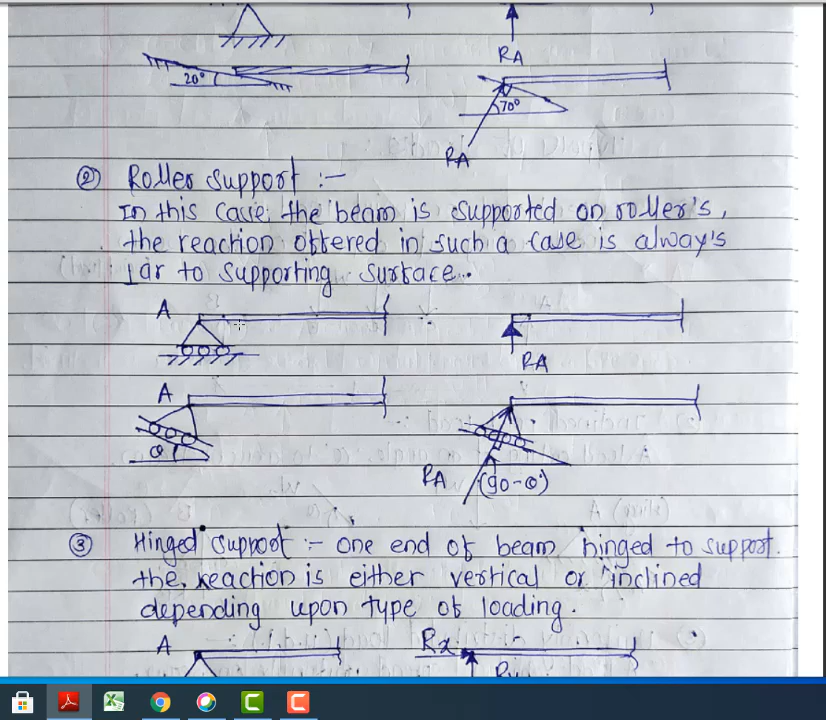 RA
20°
70°
RA
② Roller Support :-
In this case, the beam is supported on roller's,
the reaction offered in such a case is alway's
⊥ar to supporting surface.
A
RA
A
θ
RA (90-θ)
③ Hinged Support :- one end of beam hinged to support.
the, reaction is either vertical or inclined
depending upon type of loading.
A Rx